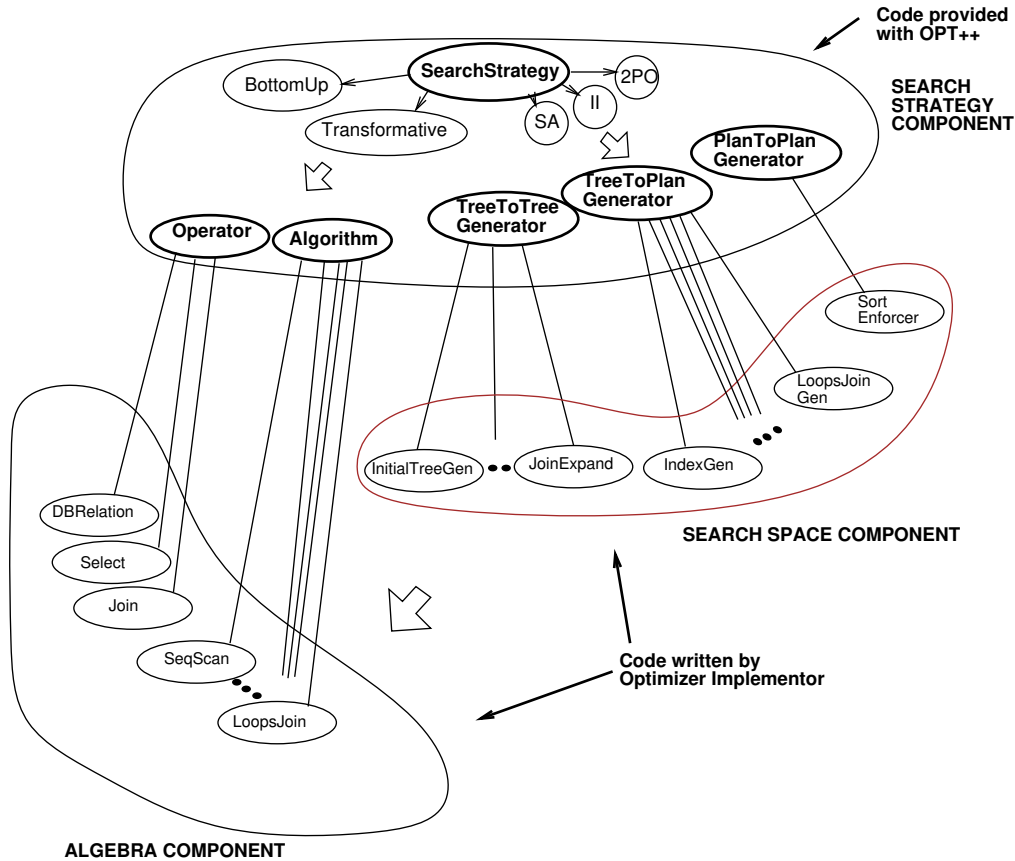 Code provided
with OPT++
SEARCH
STRATEGY
COMPONENT
SearchStrategy
BottomUp
2PO
II
SA
Transformative
PlanToPlan
Generator
TreeToPlan
Generator
TreeToTree
Generator
Operator
Algorithm
Sort
Enforcer
LoopsJoin
Gen
InitialTreeGen
JoinExpand
IndexGen
DBRelation
SEARCH SPACE COMPONENT
Select
Join
SeqScan
Code written by
Optimizer Implementor
LoopsJoin
ALGEBRA COMPONENT